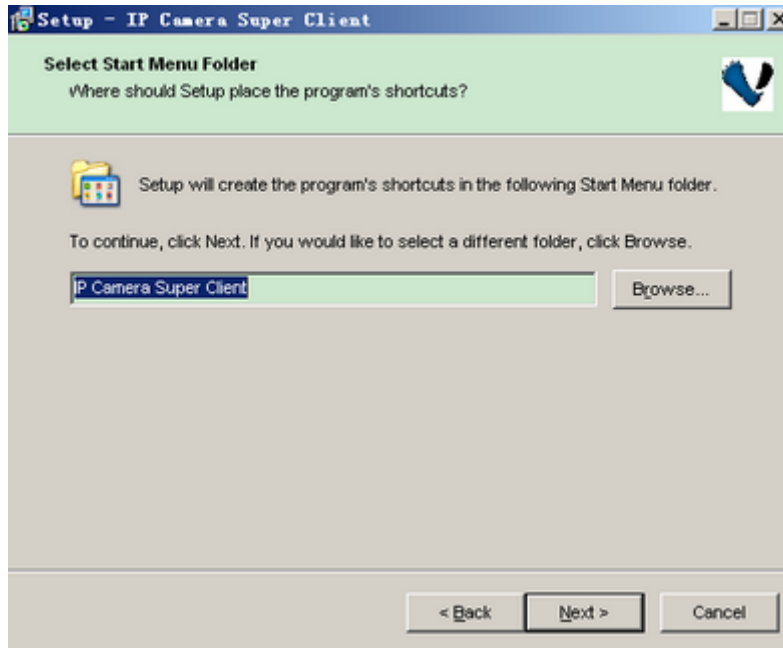 Setup - IP Camera Super Client
Select Start Menu Folder
Where should Setup place the program's shortcuts?
Setup will create the program's shortcuts in the following Start Menu folder.
To continue, click Next. If you would like to select a different folder, click Browse.
IP Camera Super Client
Browse...
< Back
Next >
Cancel